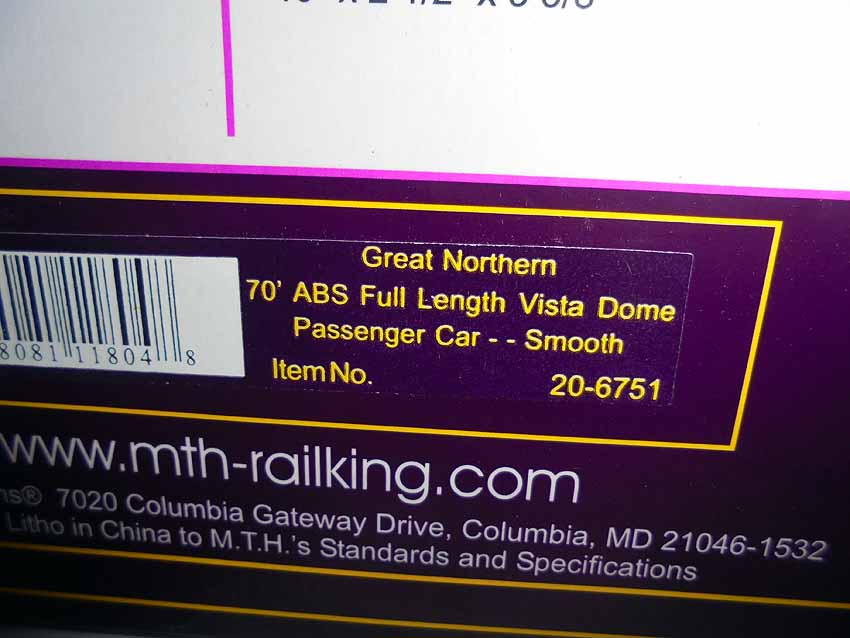 Great Northern
70' ABS Full Length Vista Dome
Passenger Car - - Smooth
Item No. 20-6751
8081 11804 8
www.mth-railking.com
® 7020 Columbia Gateway Drive, Columbia, MD 21046-1532
Litho in China to M.T.H.'s Standards and Specifications